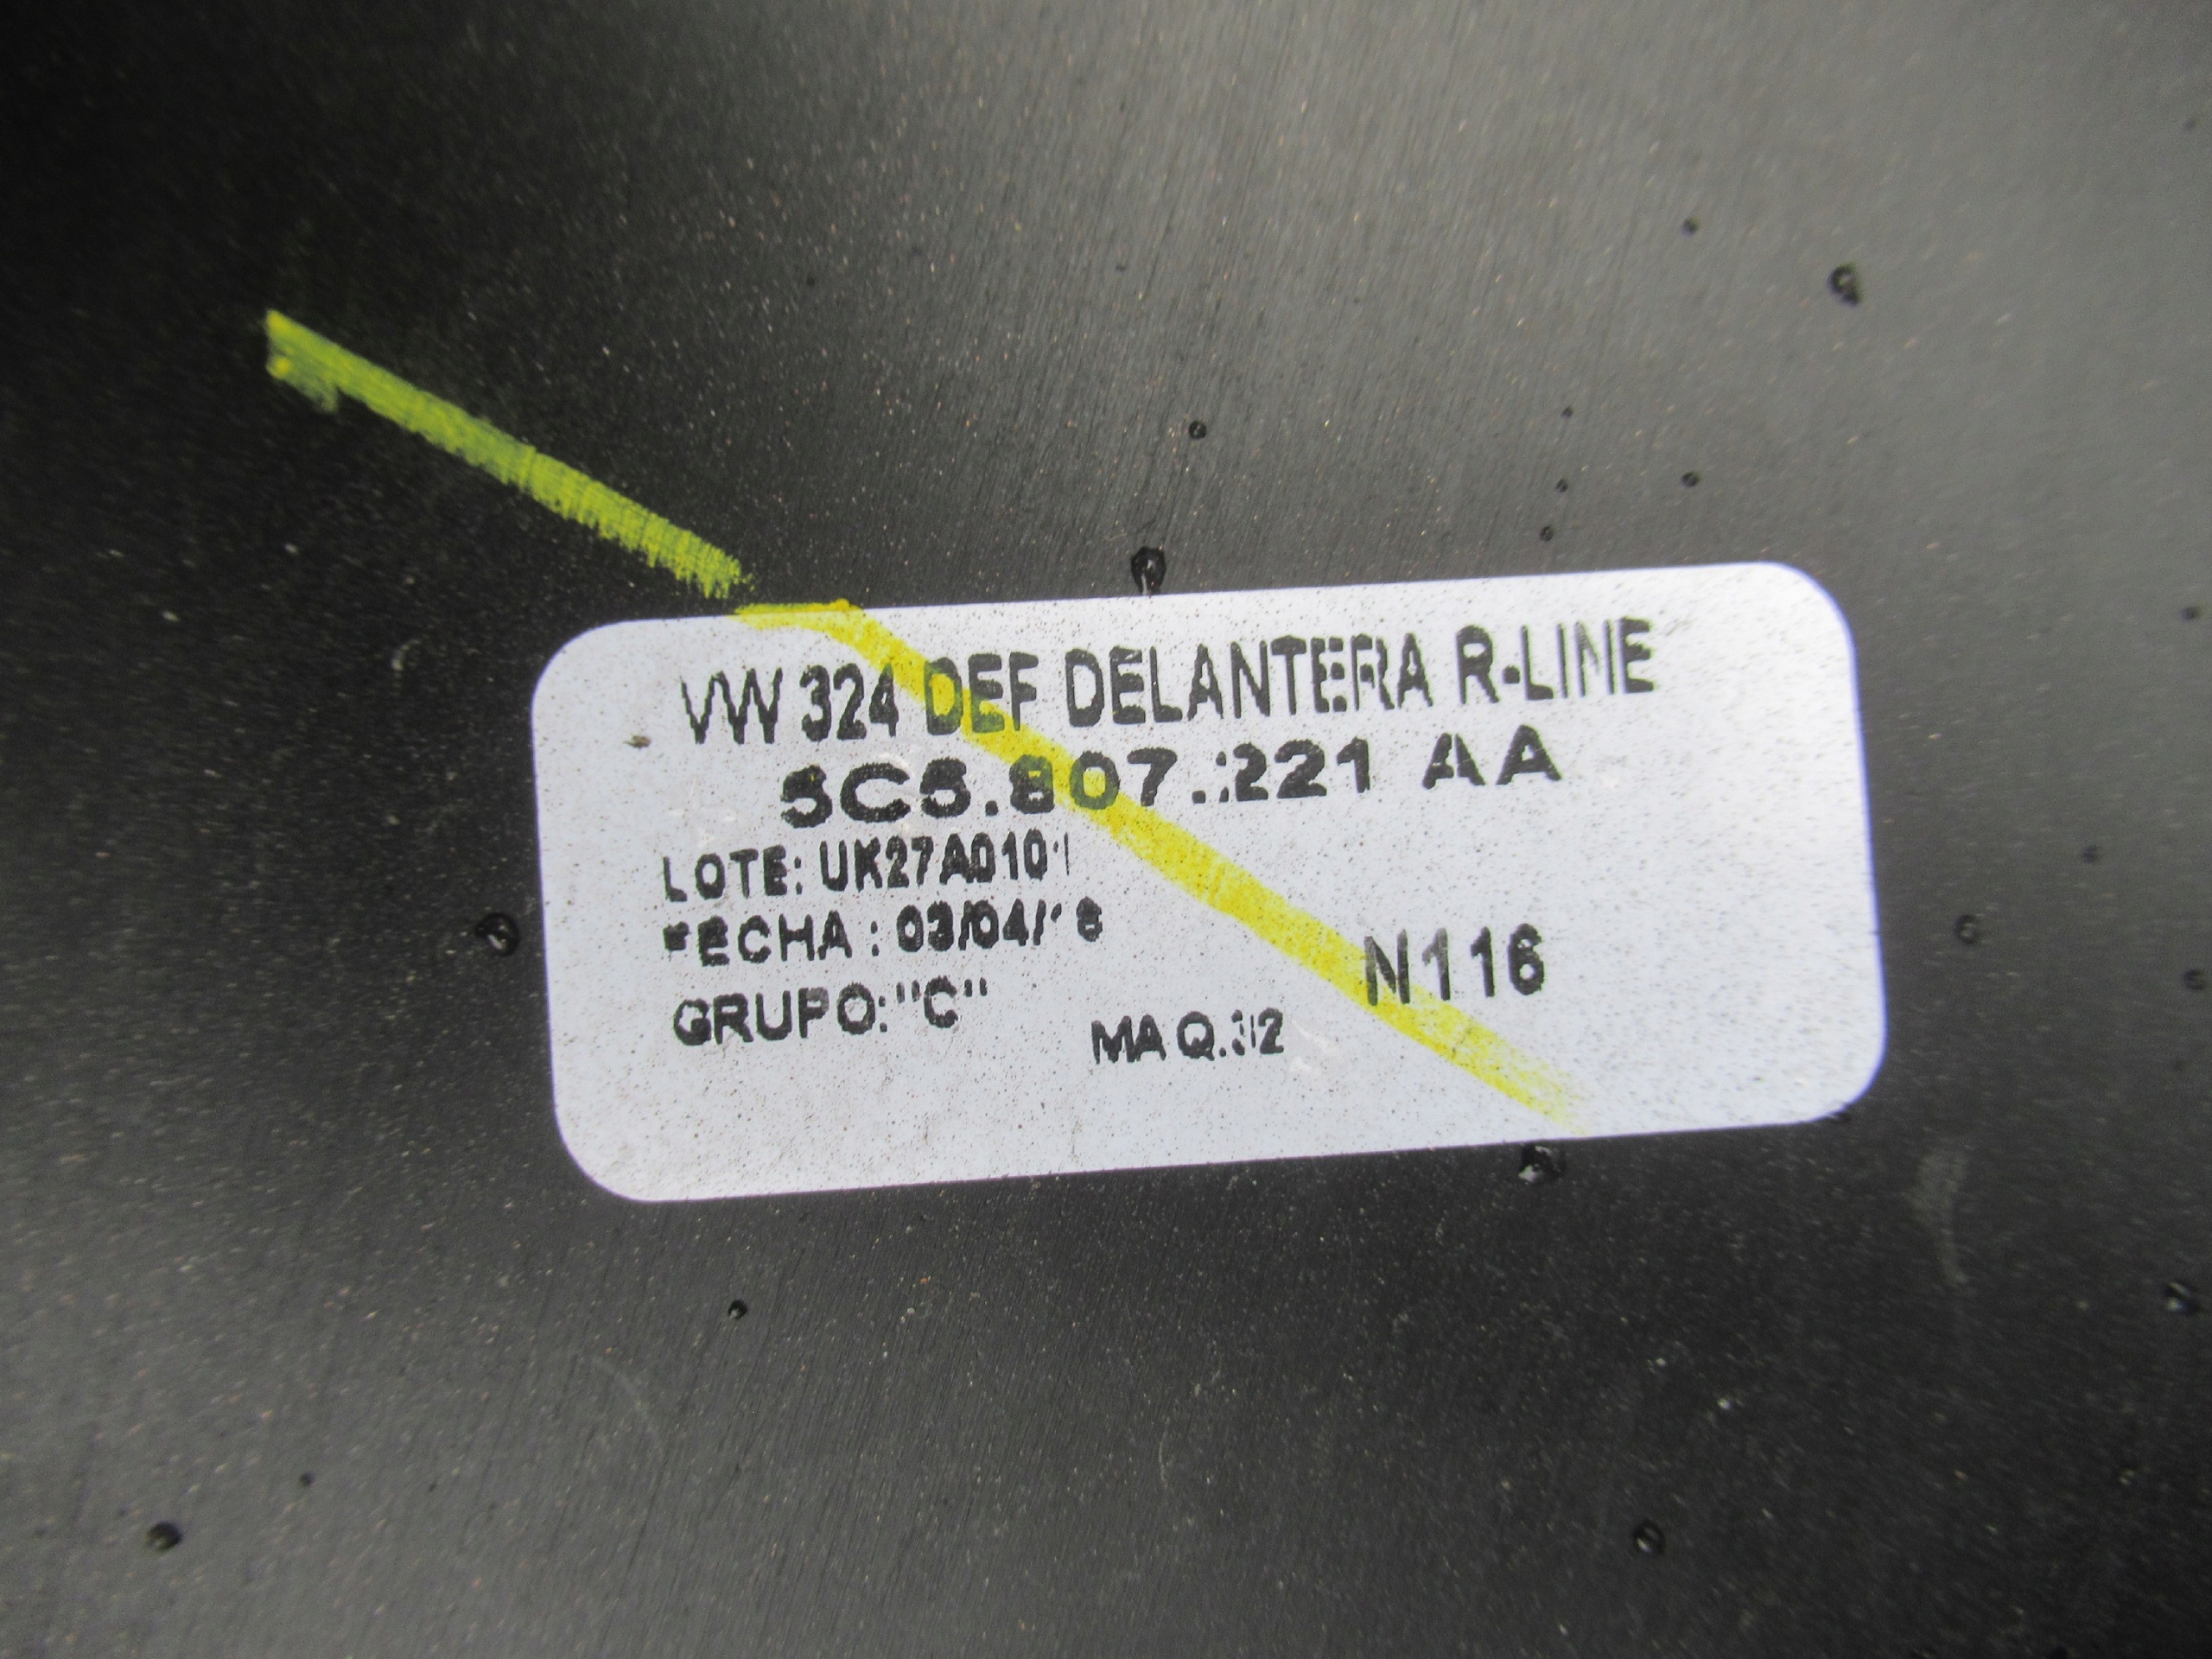 VW 324 DEF DELANTERA R-LINE
5C5.807.221 AA
LOTE: UK27A0101
FECHA: 03/04/18
N116
GRUPO: "C"
MAQ.32